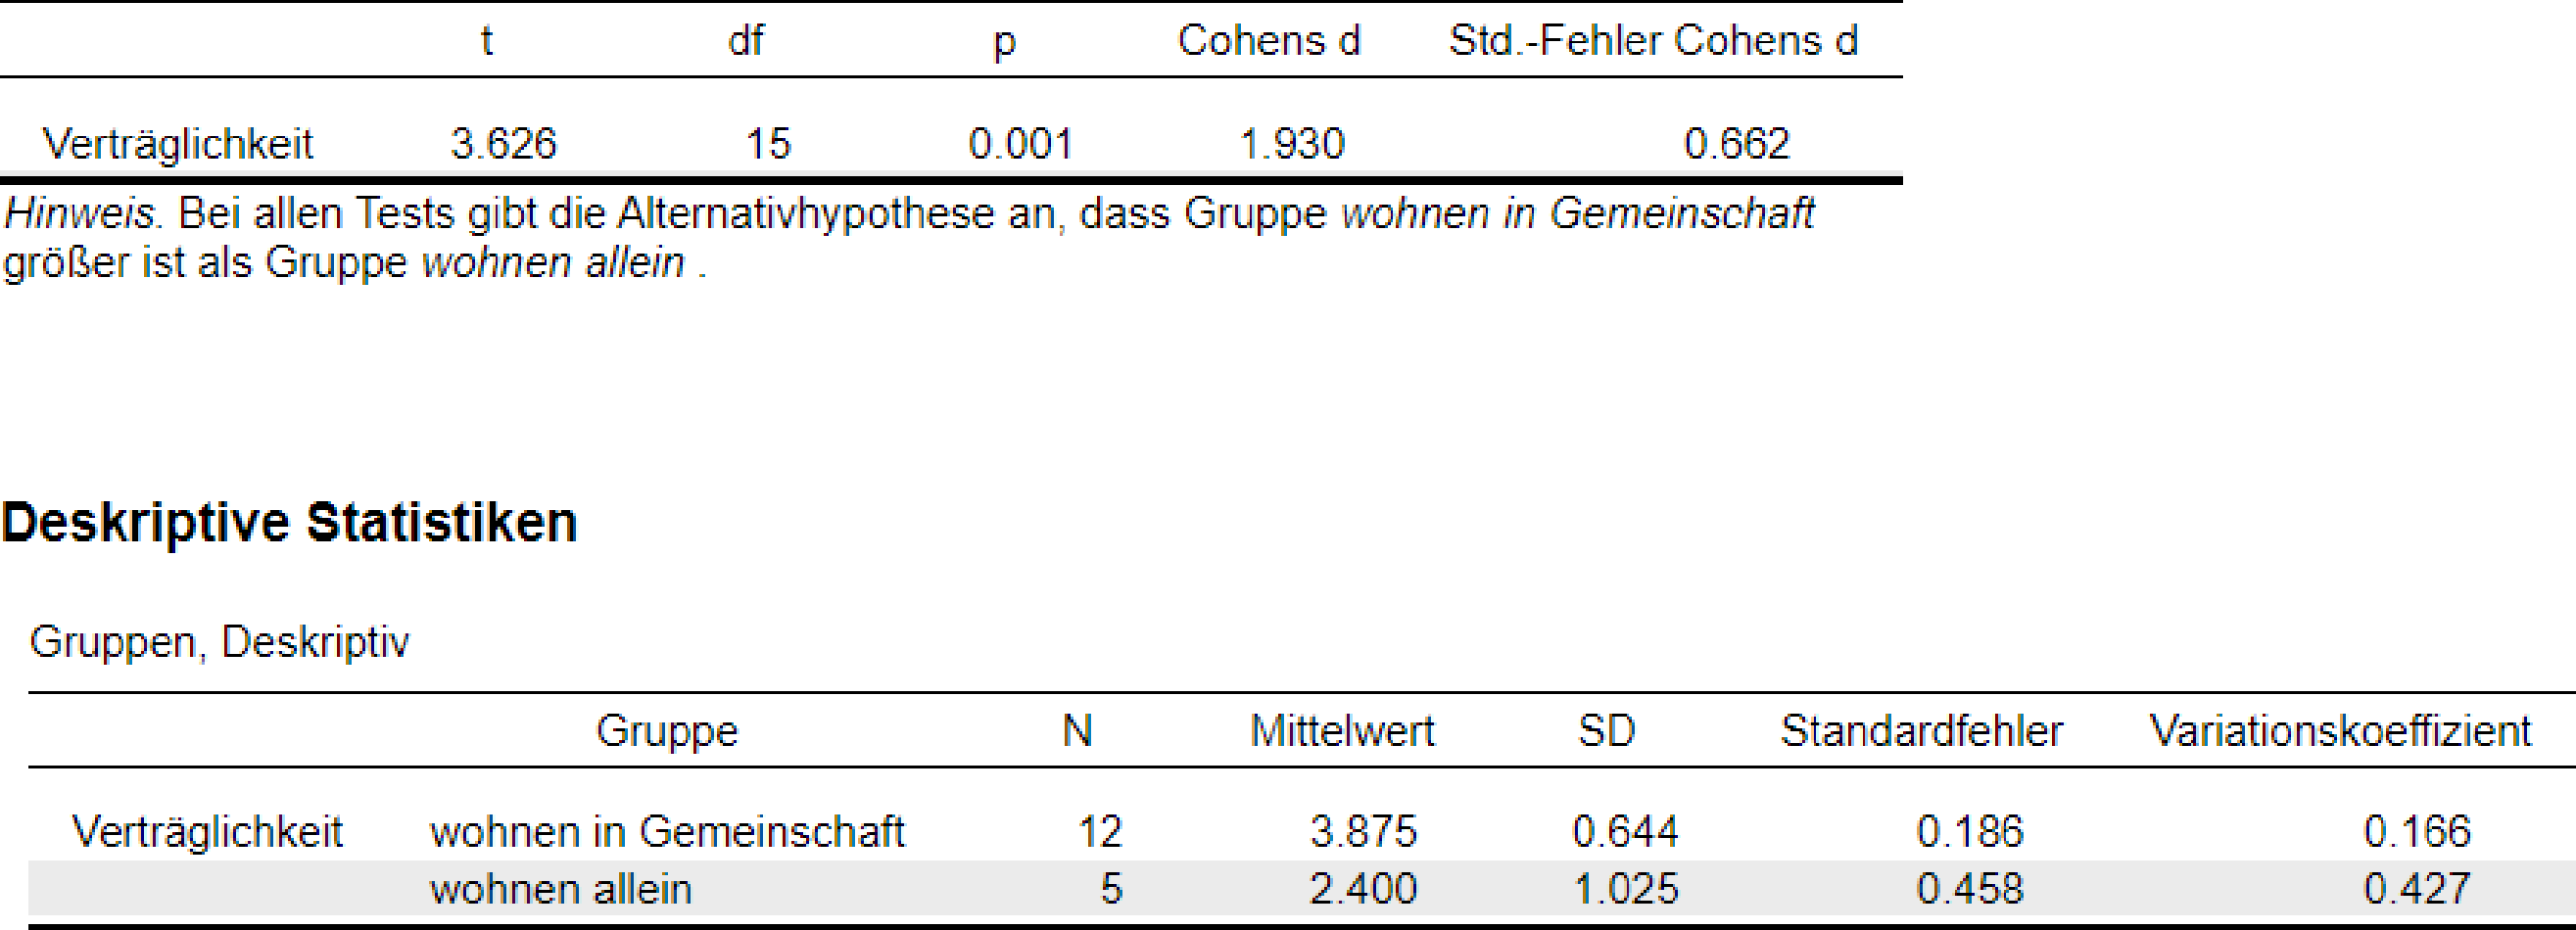 t df p Cohens d Std.-Fehler Cohens d
Verträglichkeit 3.626 15 0.001 1.930 0.662
Hinweis. Bei allen Tests gibt die Alternativhypothese an, dass Gruppe wohnen in Gemeinschaft
größer ist als Gruppe wohnen allein .
Deskriptive Statistiken
Gruppen, Deskriptiv
Gruppe N Mittelwert SD Standardfehler Variationskoeffizient
Verträglichkeit wohnen in Gemeinschaft 12 3.875 0.644 0.186 0.166
wohnen allein 5 2.400 1.025 0.458 0.427